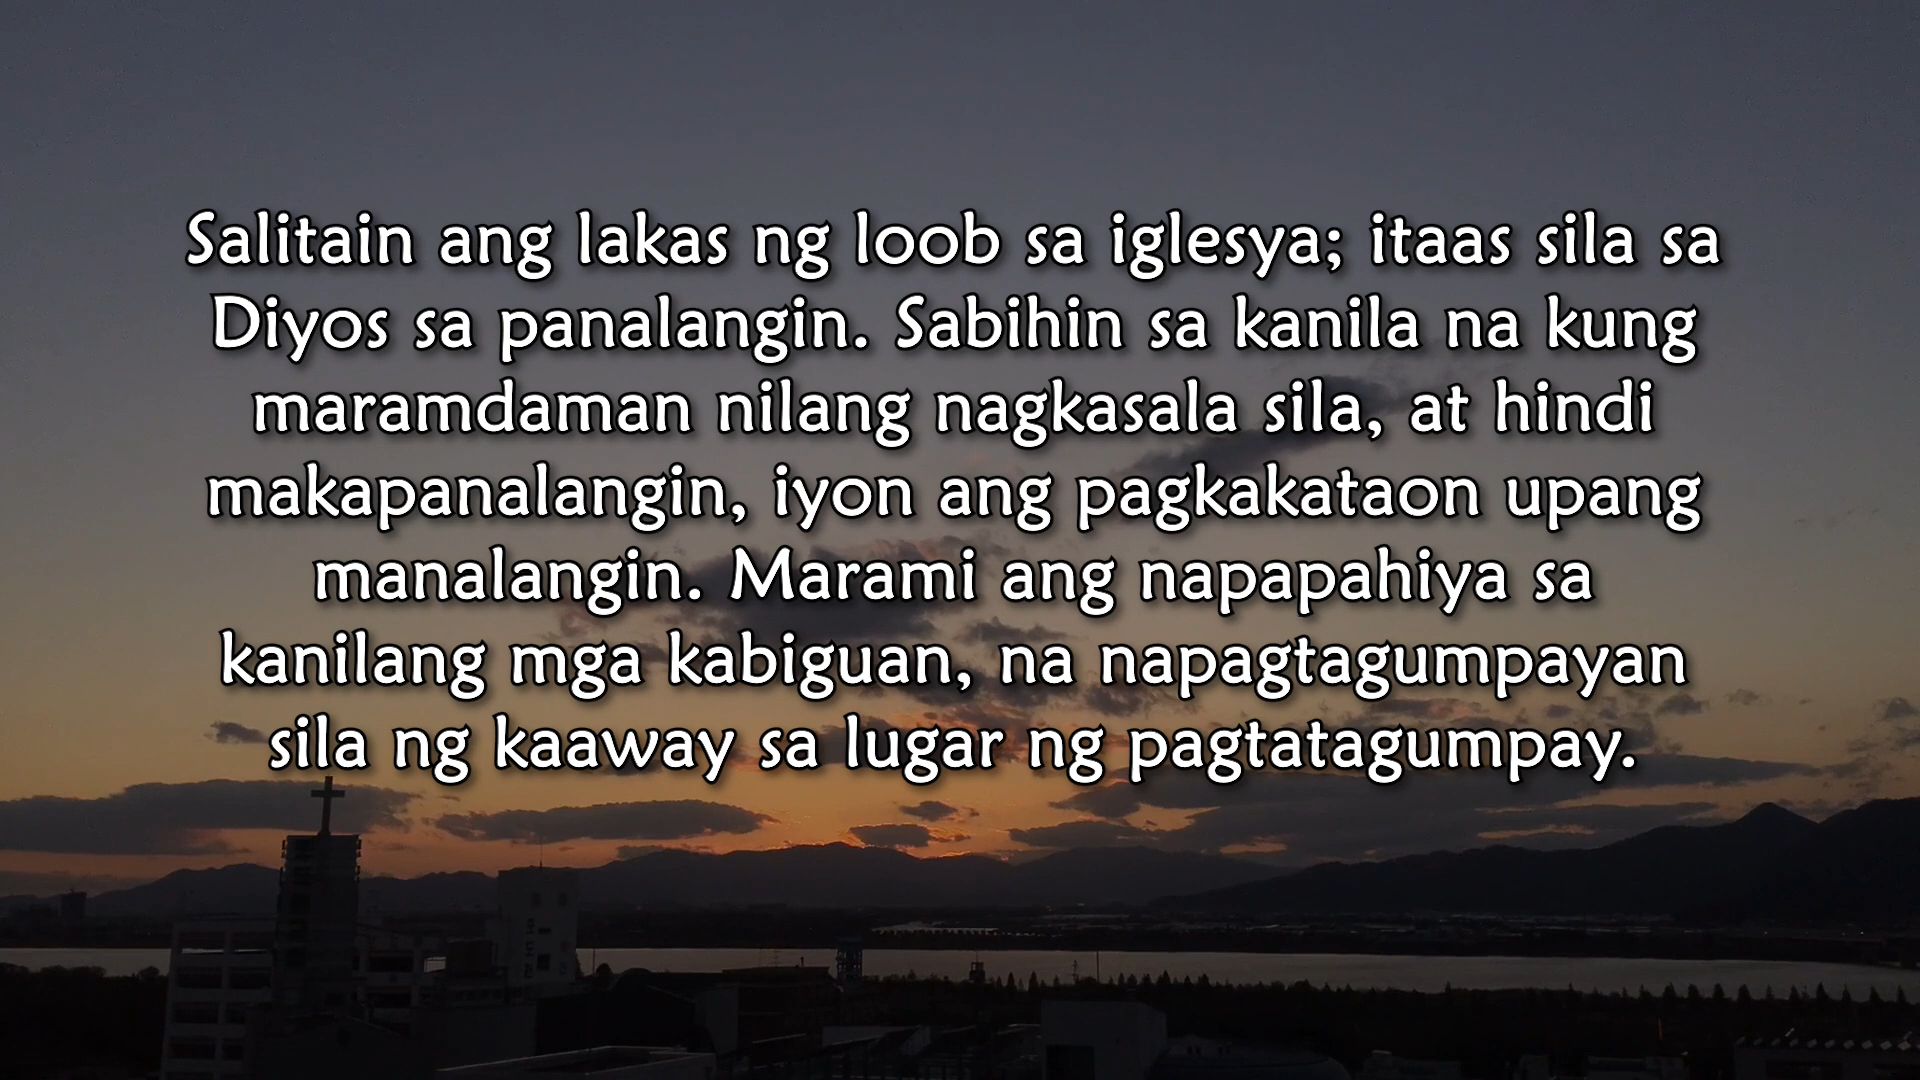 Salitain ang lakas ng loob sa iglesya; itaas sila sa
Diyos sa panalangin. Sabihin sa kanila na kung
maramdaman nilang nagkasala sila, at hindi
makapanalangin, iyon ang pagkakataon upang
manalangin. Marami ang napapahiya sa
kanilang mga kabiguan, na napagtagumpayan
sila ng kaaway sa lugar ng pagtatagumpay.